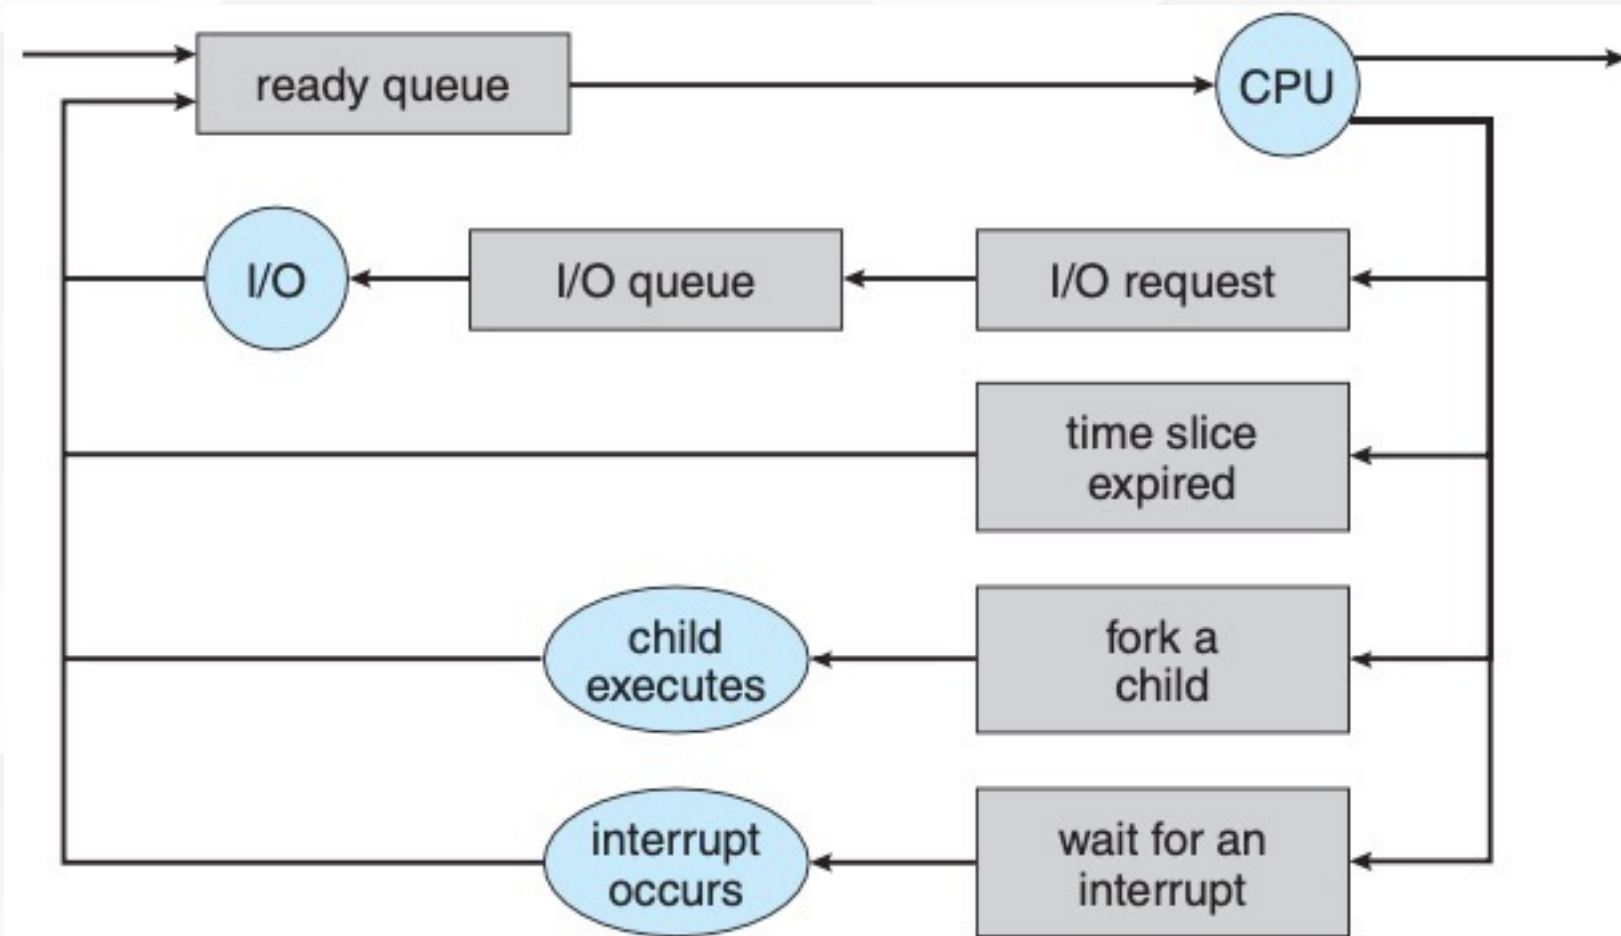 ready queue
CPU
I/O
I/O queue
I/O request
time slice
expired
child
executes
fork a
child
interrupt
occurs
wait for an
interrupt